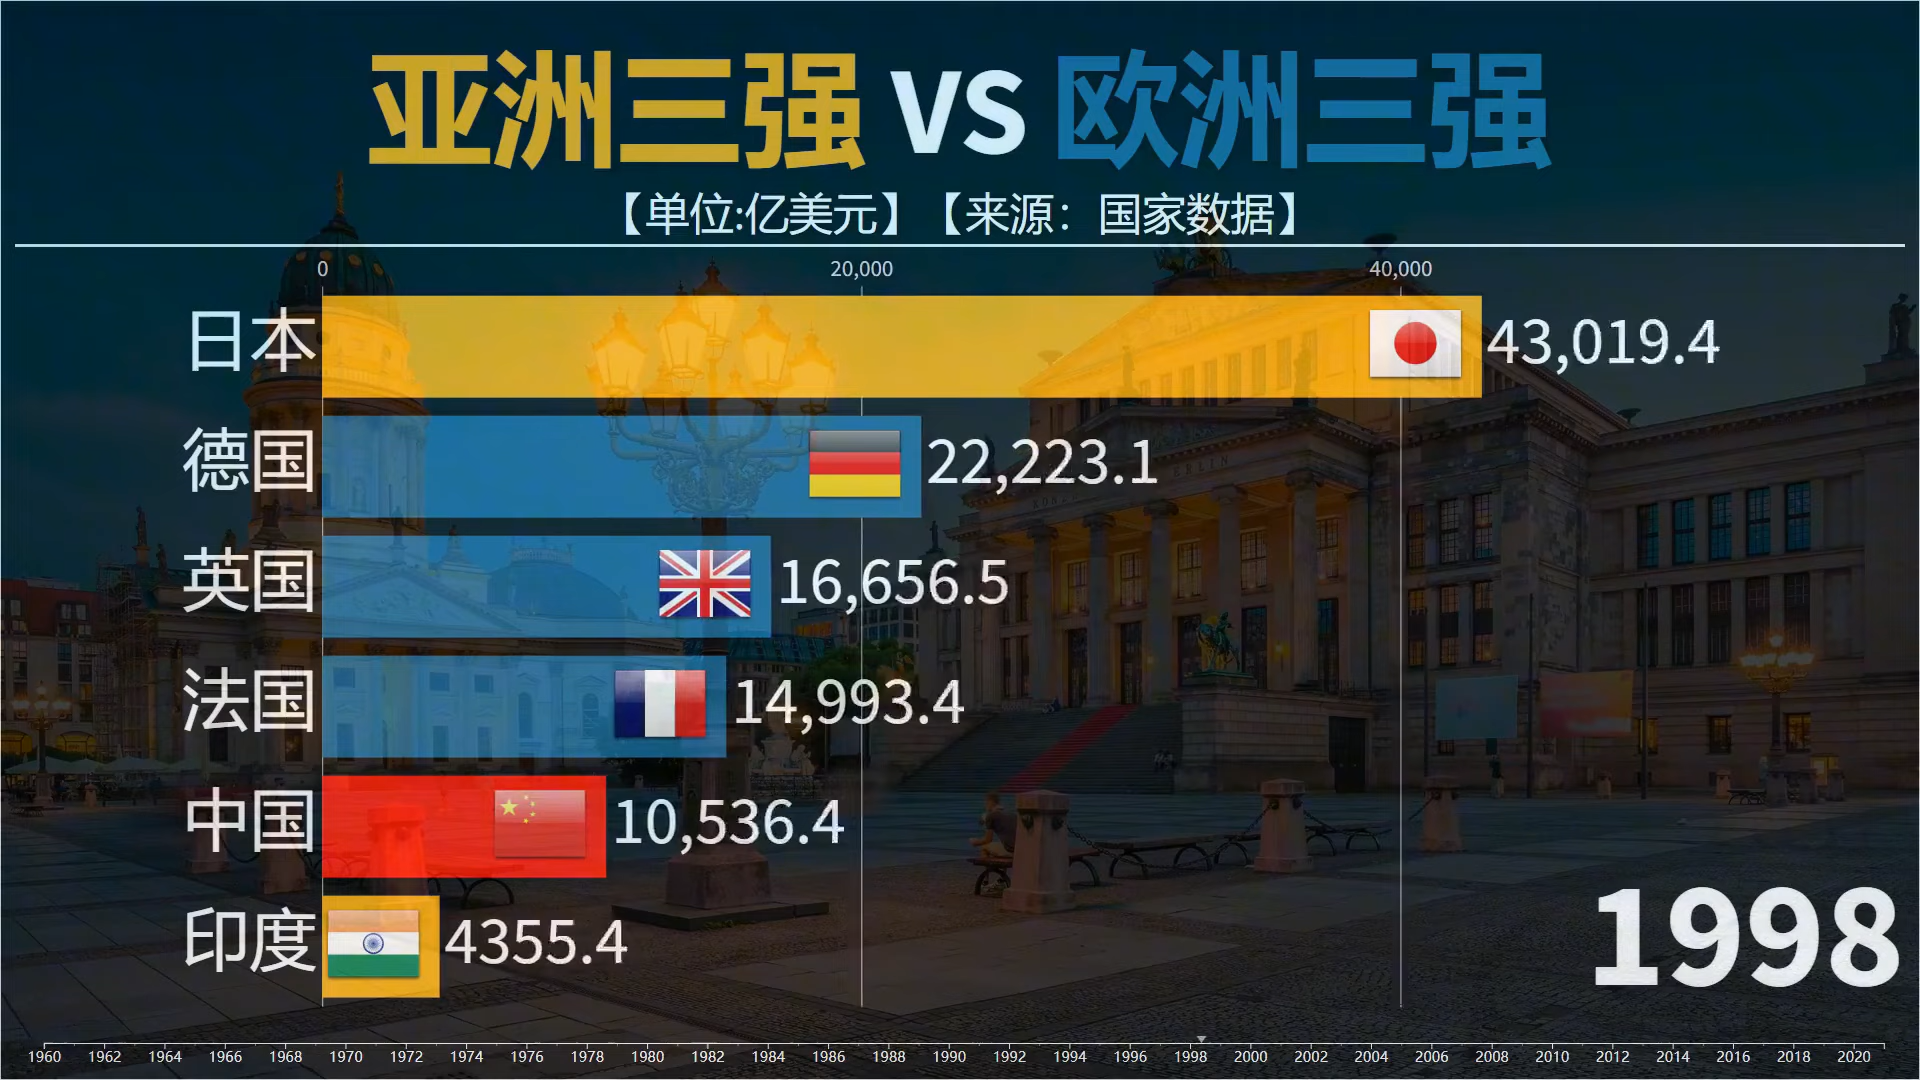 亚洲三强 VS 欧洲三强
【单位:亿美元】【来源：国家数据】
0 20,000 40,000
日本 43,019.4
德国 22,223.1
英国 16,656.5
法国 14,993.4
中国 10,536.4
印度 4355.4
1998
1960 1962 1964 1966 1968 1970 1972 1974 1976 1978 1980 1982 1984 1986 1988 1990 1992 1994 1996 1998 2000 2002 2004 2006 2008 2010 2012 2014 2016 2018 2020